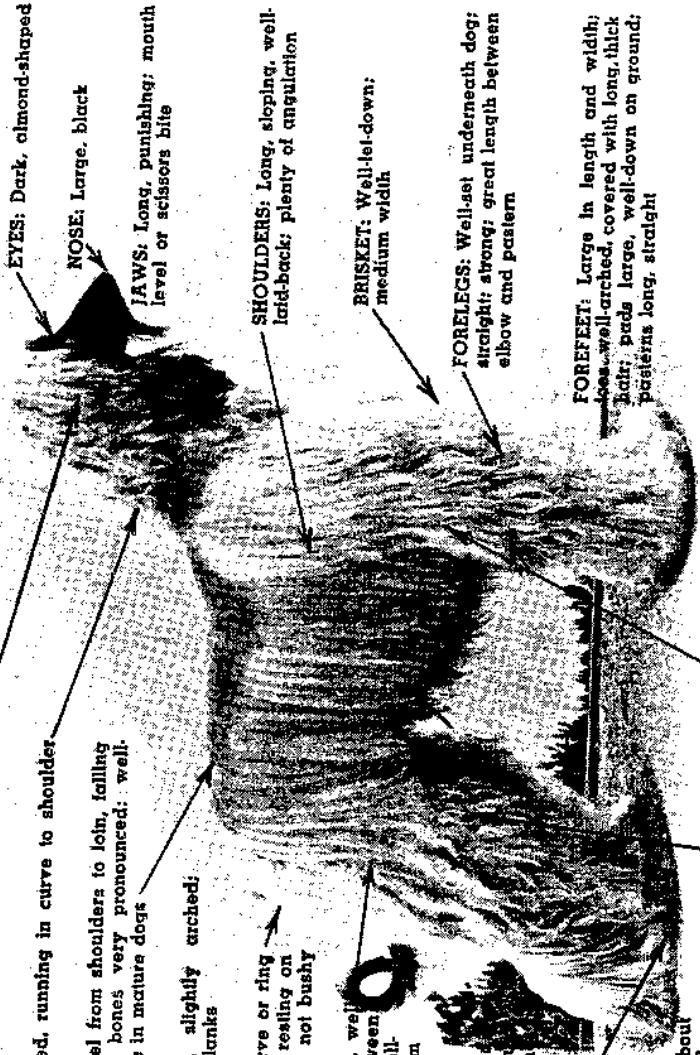 EYES: Dark, almond-shaped
NOSE: Large, black
JAWS: Long, punishing; mouth
level or scissors bite
SHOULDERS: Long, sloping, well-
laid-back; plenty of angulation
BRISKET: Well-let-down;
medium width
FORELEGS: Well-set underneath dog;
straight; strong; great length between
elbow and pastern
FOREFEET: Large in length and width;
toes well-arched, covered with long, thick
hair; pads large, well-down on ground;
pasterns long, straight
ed, running in curve to shoulder
el from shoulders to loin, falling
bones very pronounced; well-
in mature dogs
slightly arched;
lanks
rve or ring
resting on
not bushy
well
ween
ll-
m
bout